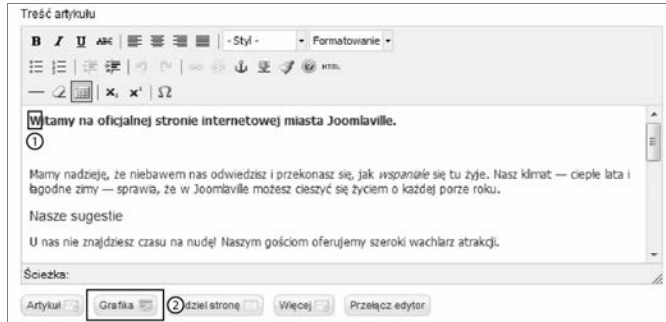 Treść artykułu
B I U ABC - Styl - Formatowanie
HTML
x, x² Ω
Witamy na oficjalnej stronie internetowej miasta Joomlaville.
1
Mamy nadzieję, że niebawem nas odwiedzisz i przekonasz się, jak wspaniale się tu żyje. Nasz klimat — ciepłe lata i
łagodne zimy — sprawia, że w Joomlaville możesz cieszyć się życiem o każdej porze roku.
Nasze sugestie
U nas nie znajdziesz czasu na nudę! Naszym gościom oferujemy szeroki wachlarz atrakcji.
Ścieżka:
Artykuł Grafika 2 dziel stronę Więcej Przełącz edytor